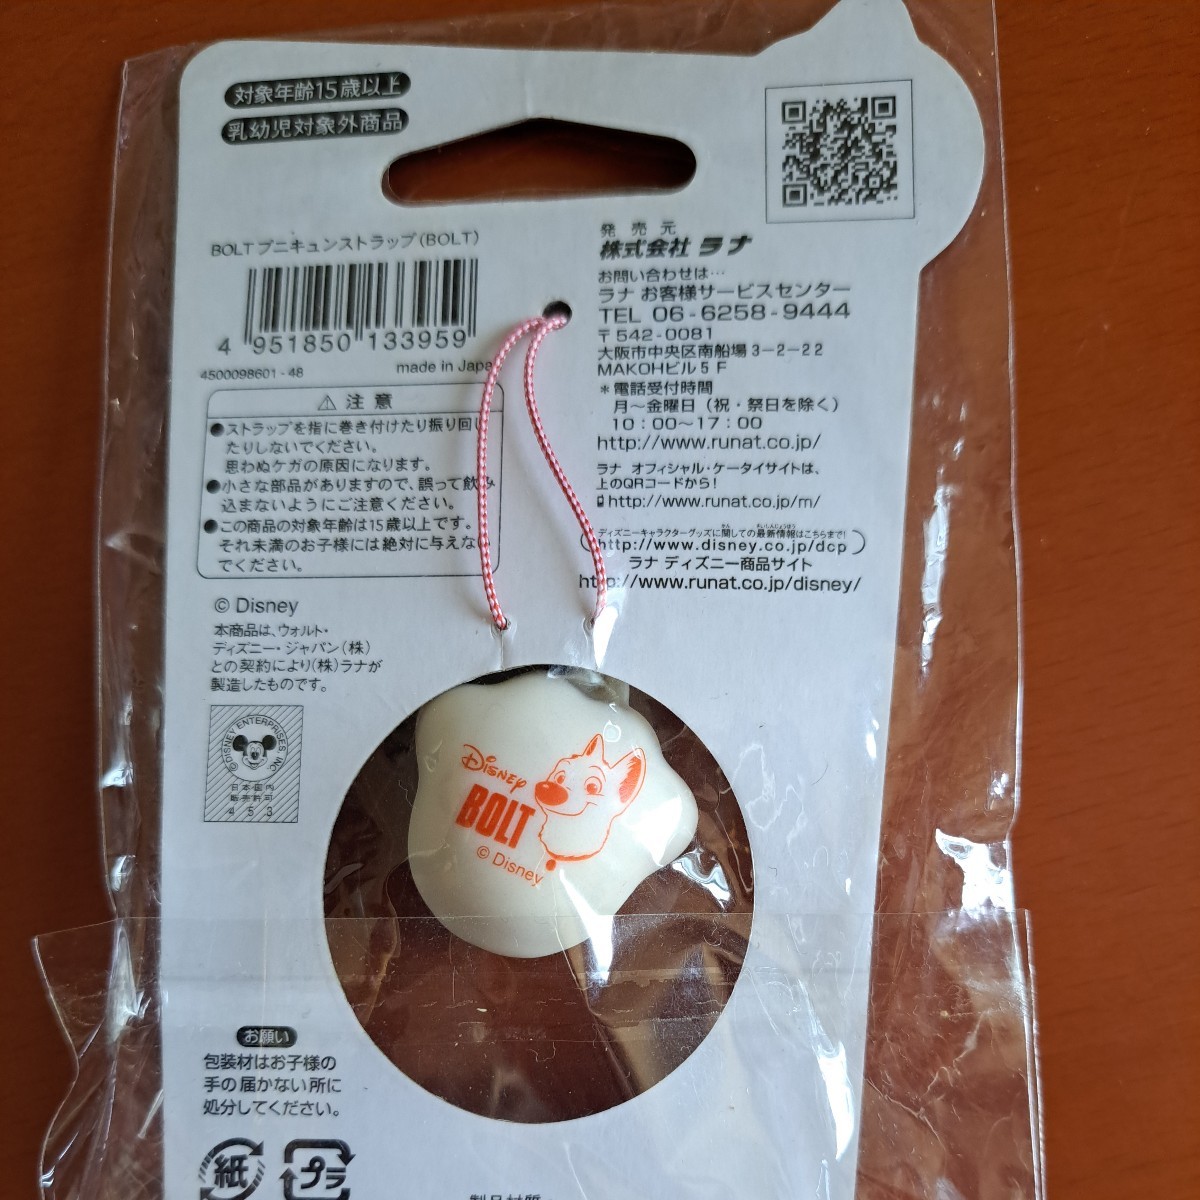 対象年齢15歳以上
乳幼児対象外商品
BOLT プニキュンストラップ(BOLT)
4 951850 133959
4500098601-48
made in Japa
⚠ 注意
●ストラップを指に巻き付けたり振り回し
たりしないでください。
思わぬケガの原因になります。
●小さな部品がありますので、誤って飲み
込まないようにご注意ください。
●この商品の対象年齢は15歳以上です。
それ未満のお子様には絶対に与えな
でください。
© Disney
本商品は、ウォルト・
ディズニー・ジャパン(株)
との契約により(株)ラナが
製造したものです。
©DISNEY ENTERPRISES INC
日本国内
販売許可
453
発売元
株式会社 ラナ
お問い合わせは…
ラナ お客様サービスセンター
TEL 06-6258-9444
〒542-0081
大阪市中央区南船場3-2-22
MAKOHビル5F
*電話受付時間
月~金曜日(祝・祭日を除く)
10:00~17:00
http://www.runat.co.jp/
ラナ オフィシャル・ケータイサイトは、
上のQRコードから!
http://www.runat.co.jp/m/
ディズニーキャラクターグッズに関しての最新情報はこちらまで!
http://www.disney.co.jp/dcp
ラナ ディズニー商品サイト
http://www.runat.co.jp/disney/
Disney
BOLT
© Disney
お願い
包装材はお子様の
手の届かない所に
処分してください。
紙
プラ
製品材質